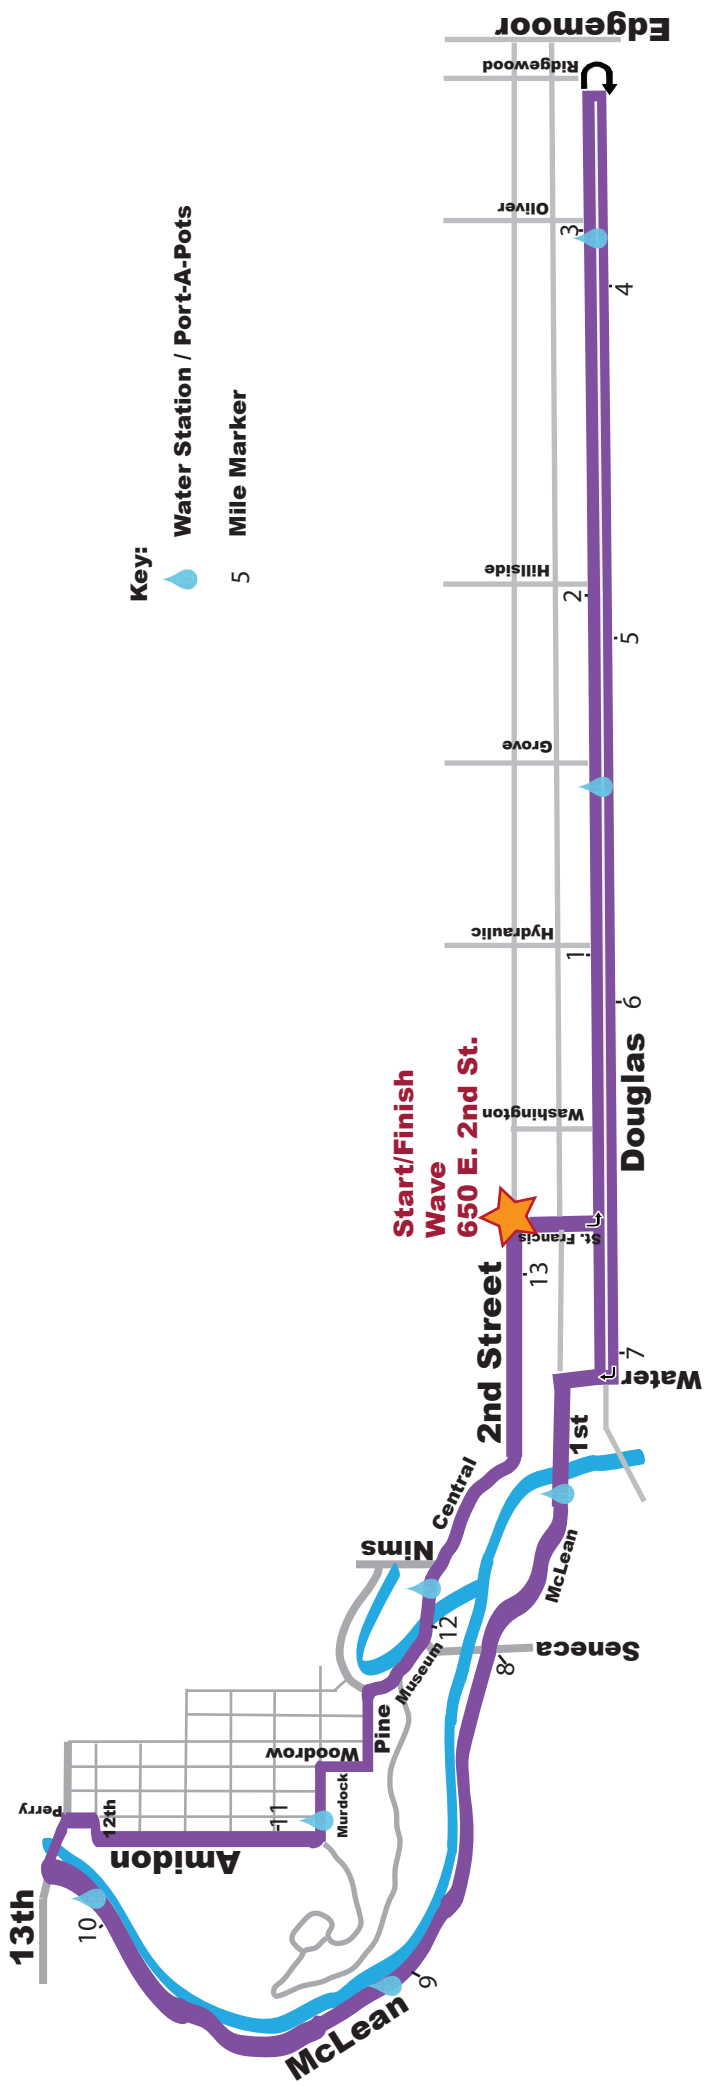 Edgemoor
Ridgewood
Oliver
3
4
Key:
Water Station / Port-A-Pots
5 Mile Marker
Hillside
2
5
Grove
Hydraulic
1
6
Douglas
Washington
Start/Finish
Wave
650 E. 2nd St.
St. Francis
13
2nd Street
7
Water
1st
Central
McLean
Nims
12
Museum
Seneca
8
Pine
Woodrow
Murdock
11
Perry
12th
Amidon
13th
10
9
McLean